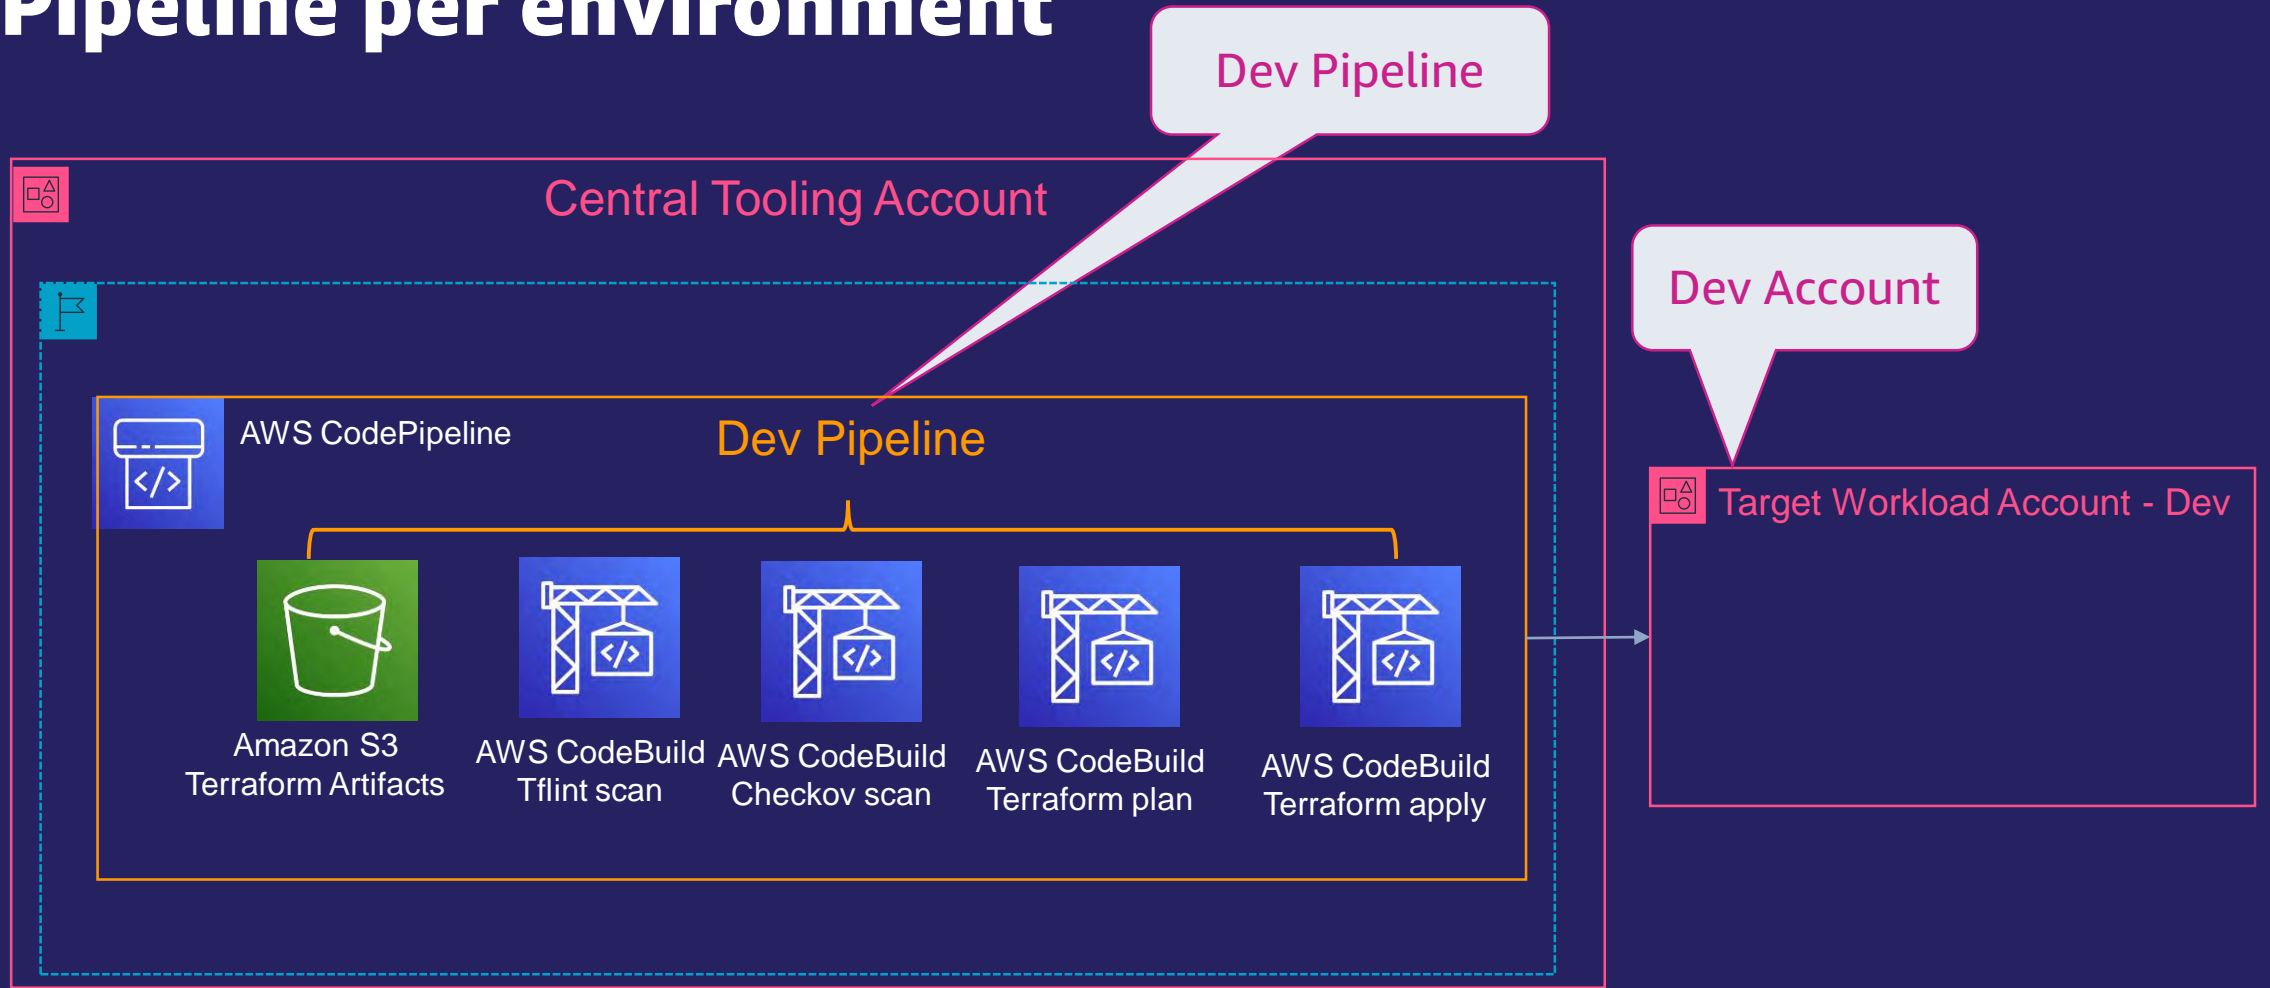 Pipeline per environment
Dev Pipeline
Central Tooling Account
Dev Account
AWS CodePipeline
Dev Pipeline
Target Workload Account - Dev
Amazon S3
Terraform Artifacts
AWS CodeBuild
Tflint scan
AWS CodeBuild
Checkov scan
AWS CodeBuild
Terraform plan
AWS CodeBuild
Terraform apply